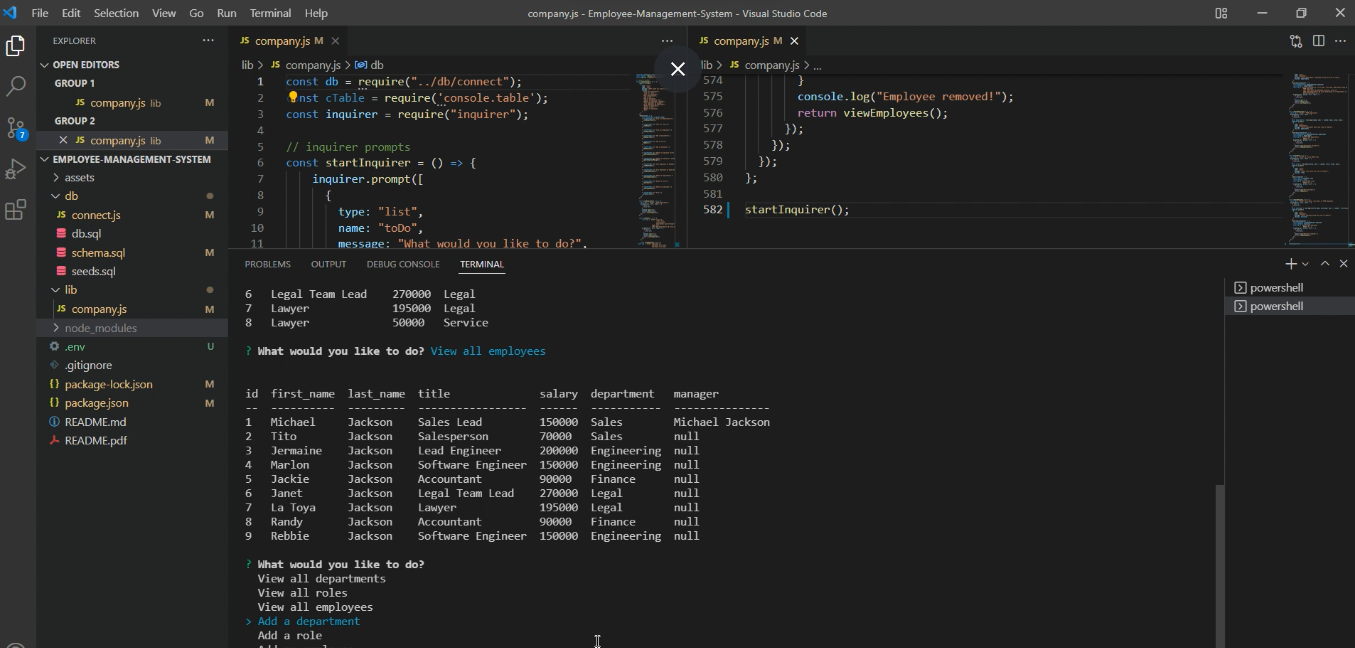 File Edit Selection View Go Run Terminal Help
company.js - Employee-Management-System - Visual Studio Code
EXPLORER
OPEN EDITORS
GROUP 1
JS company.js lib M
GROUP 2
JS company.js lib M
EMPLOYEE-MANAGEMENT-SYSTEM
> assets
db
JS connect.js M
db.sql
schema.sql M
seeds.sql
lib
JS company.js M
> node_modules
.env U
.gitignore
{} package-lock.json M
{} package.json M
README.md
README.pdf
7
JS company.js M
lib > JS company.js > db
1 const db = require("../db/connect");
2 nst cTable = require('console.table');
3 const inquirer = require("inquirer");
4
5 // inquirer prompts
6 const startInquirer = () => {
7 inquirer.prompt([
8 {
9 type: "list",
10 name: "toDo",
11 message: "What would you like to do?",
JS company.js M
lib > JS company.js > ...
574 }
575 console.log("Employee removed!");
576 return viewEmployees();
577 });
578 });
579 });
580 };
581
582 startInquirer();
PROBLEMS OUTPUT DEBUG CONSOLE TERMINAL
powershell
powershell
6 Legal Team Lead 270000 Legal
7 Lawyer 195000 Legal
8 Lawyer 50000 Service
? What would you like to do? View all employees
id first_name last_name title salary department manager
-- ---------- --------- ----------------- ------ ----------- ---------------
1 Michael Jackson Sales Lead 150000 Sales Michael Jackson
2 Tito Jackson Salesperson 70000 Sales null
3 Jermaine Jackson Lead Engineer 200000 Engineering null
4 Marlon Jackson Software Engineer 150000 Engineering null
5 Jackie Jackson Accountant 90000 Finance null
6 Janet Jackson Legal Team Lead 270000 Legal null
7 La Toya Jackson Lawyer 195000 Legal null
8 Randy Jackson Accountant 90000 Finance null
9 Rebbie Jackson Software Engineer 150000 Engineering null
? What would you like to do?
View all departments
View all roles
View all employees
> Add a department
Add a role